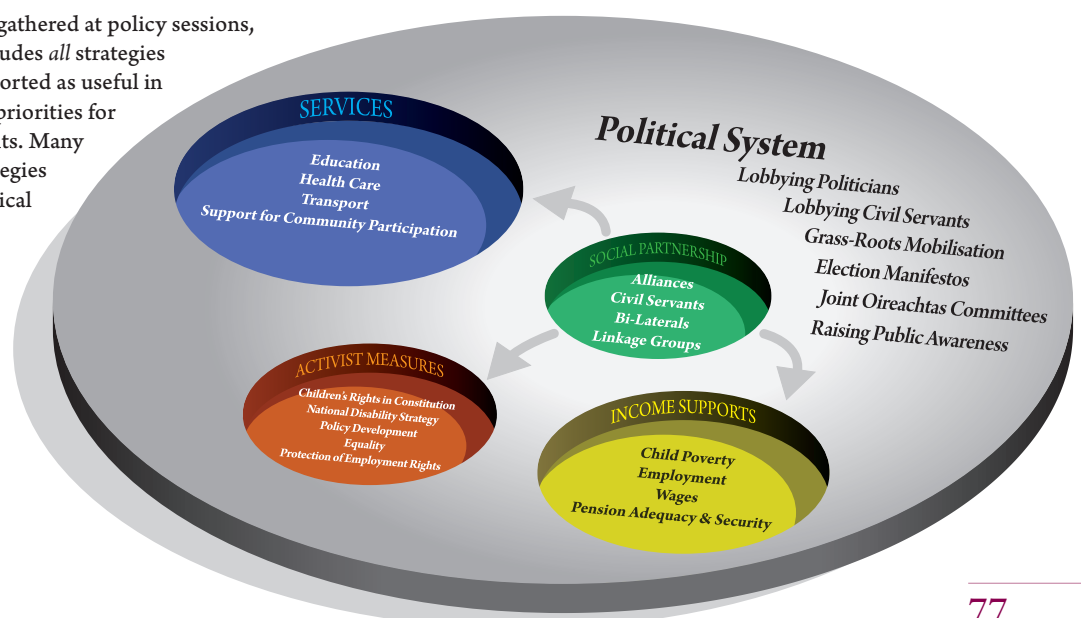 gathered at policy sessions,
udes all strategies
orted as useful in
priorities for
ts. Many
egies
ical
SERVICES
Education
Health Care
Transport
Support for Community Participation
Political System
Lobbying Politicians
Lobbying Civil Servants
Grass-Roots Mobilisation
Election Manifestos
Joint Oireachtas Committees
Raising Public Awareness
SOCIAL PARTNERSHIP
Alliances
Civil Servants
Bi-Laterals
Linkage Groups
ACTIVIST MEASURES
Children's Rights in Constitution
National Disability Strategy
Policy Development
Equality
Protection of Employment Rights
INCOME SUPPORTS
Child Poverty
Employment
Wages
Pension Adequacy & Security
77